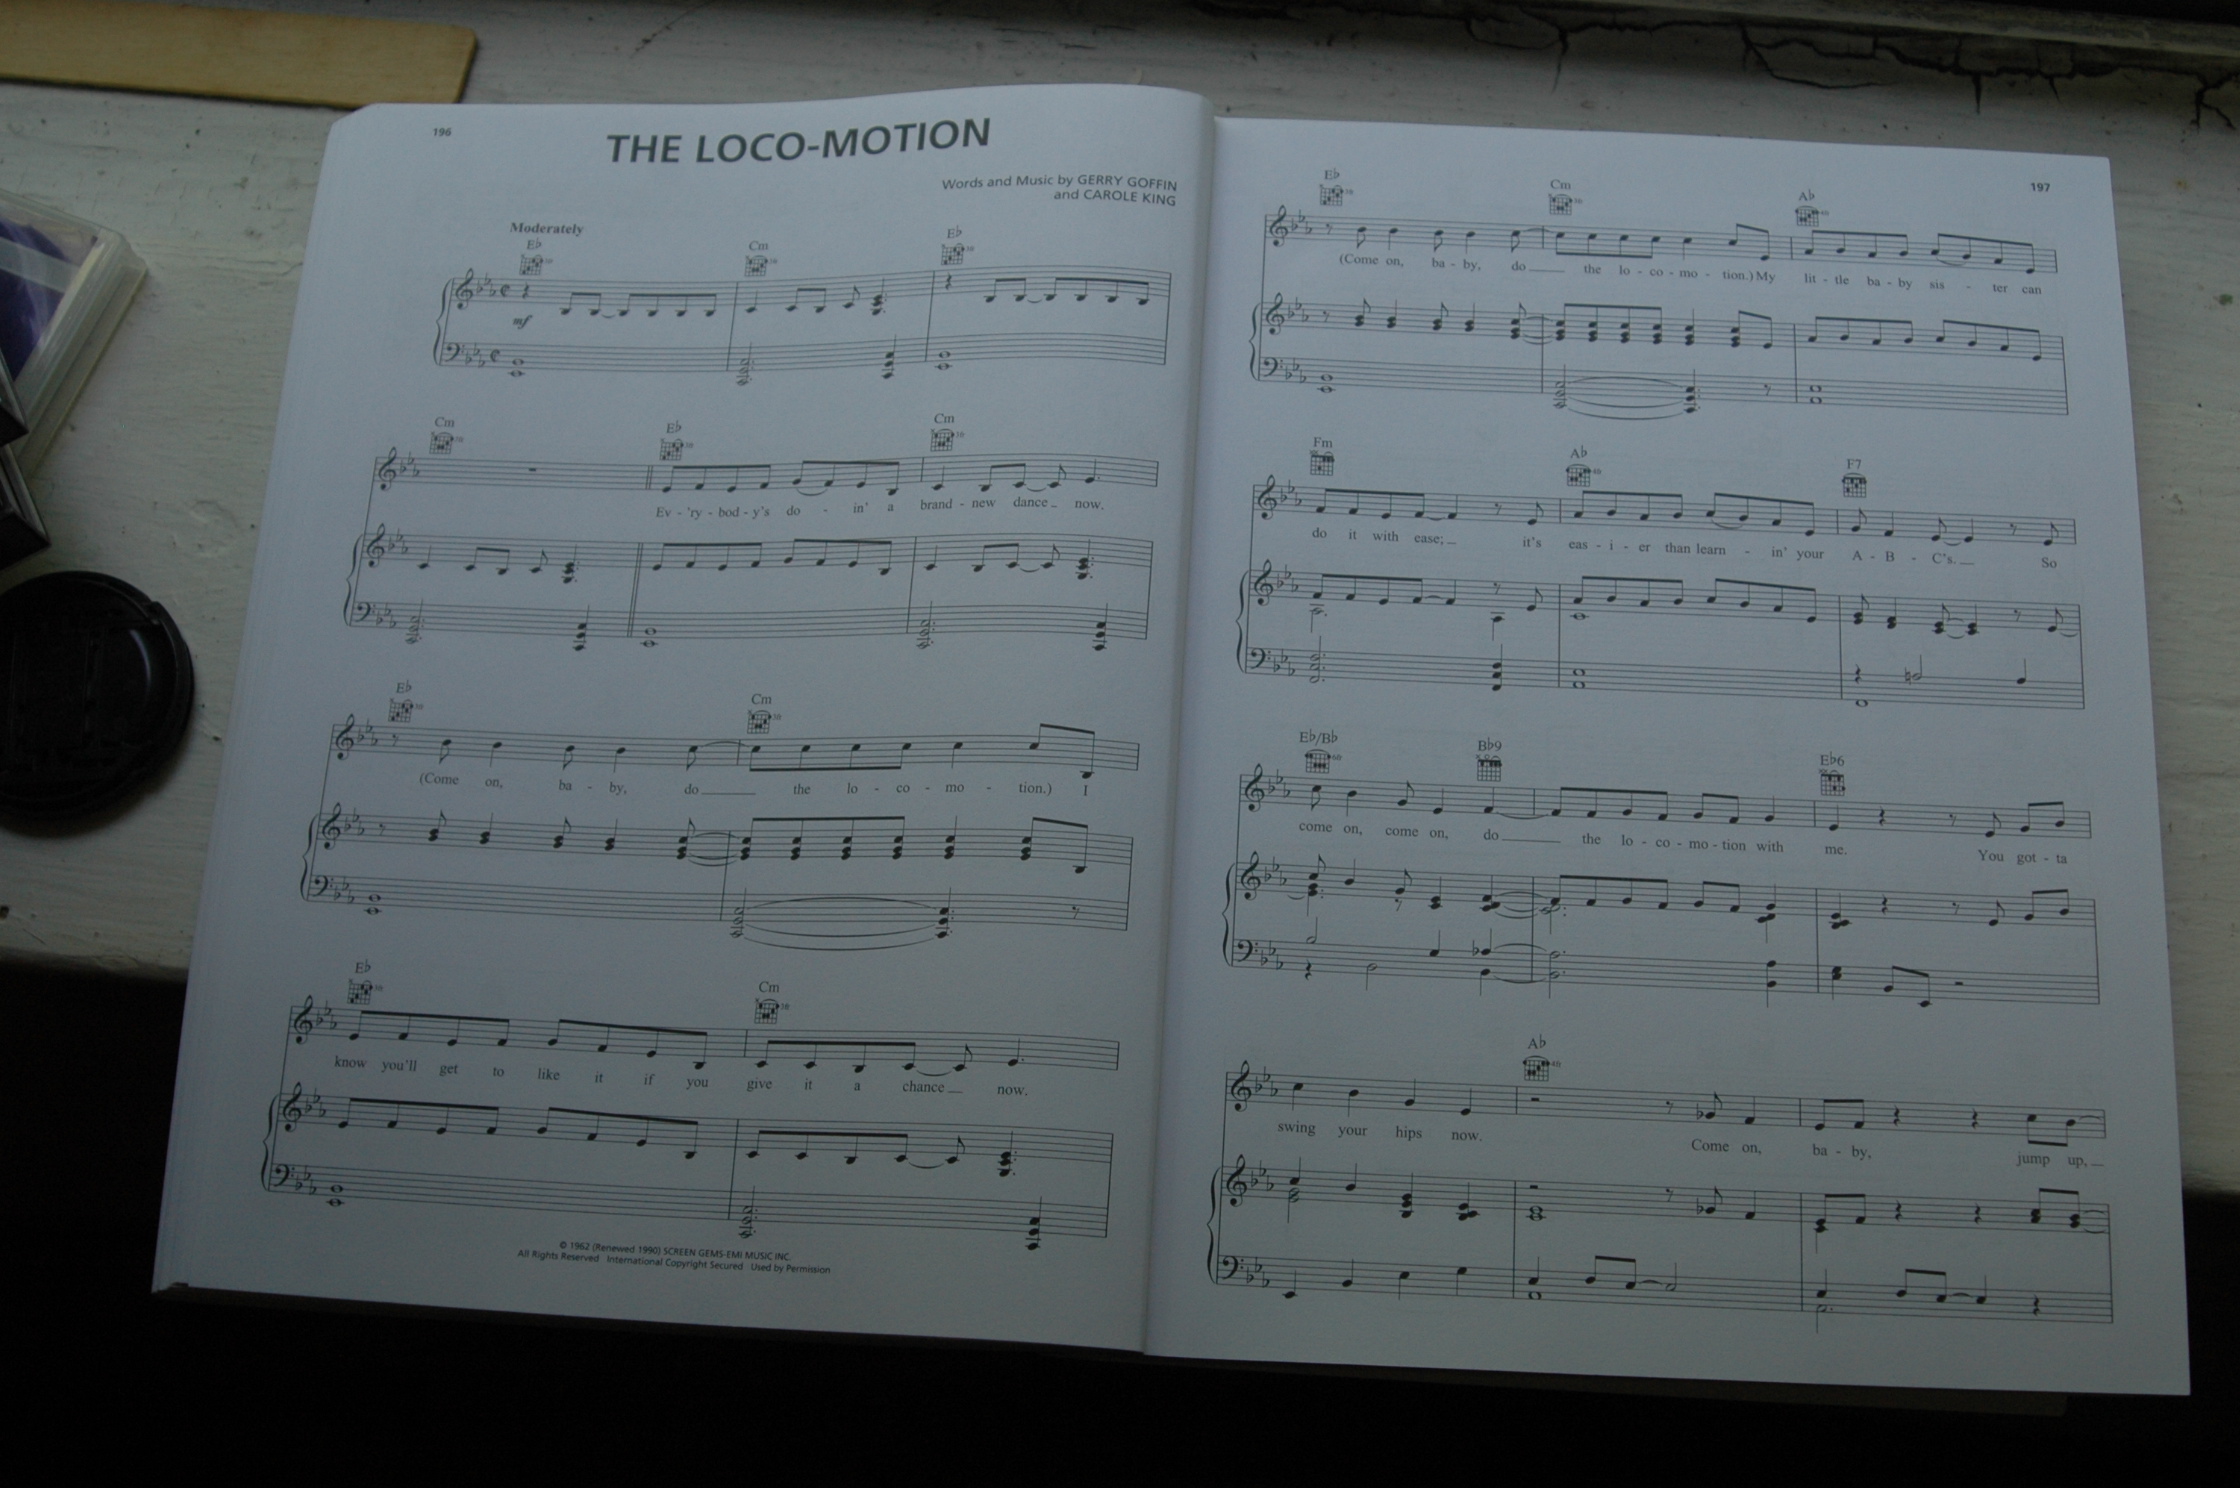 196
THE LOCO-MOTION
Words and Music by GERRY GOFFIN
and CAROLE KING
Moderately
E♭ Cm E♭
mf
Cm E♭ Cm
Ev - 'ry - bod - y's do - in' a brand - new dance now.
E♭ Cm
(Come on, ba - by, do the lo - co - mo - tion.) I
E♭ Cm
know you'll get to like it if you give it a chance now.
© 1962 (Renewed 1990) SCREEN GEMS-EMI MUSIC INC.
All Rights Reserved International Copyright Secured Used by Permission
197
E♭ Cm A♭
(Come on, ba - by, do the lo - co - mo - tion.) My lit - tle ba - by sis - ter can
Fm A♭ F7
do it with ease; it's eas - i - er than learn - in' your A - B - C's. So
E♭/B♭ B♭9 E♭6
come on, come on, do the lo - co - mo - tion with me. You got - ta
A♭
swing your hips now. Come on, ba - by, jump up,